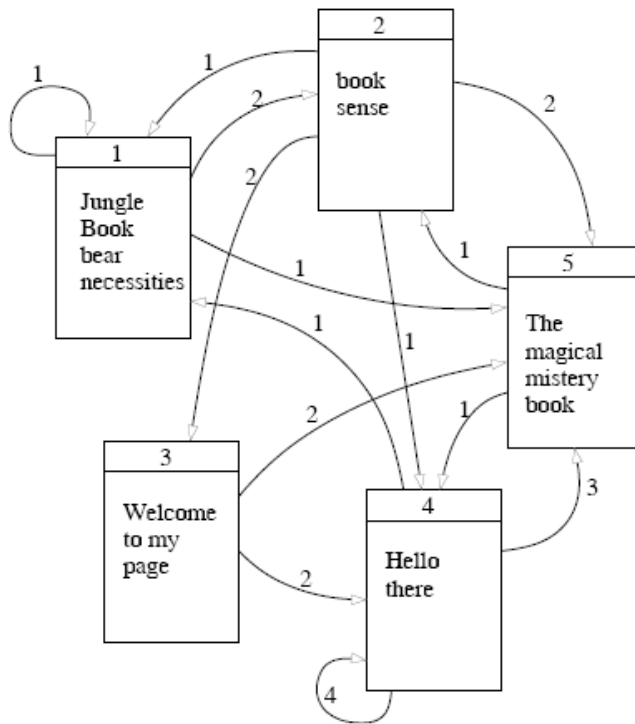 2
book
sense
1
1
2
2
2
1
Jungle
Book
bear
necessities
1
1
1
1
5
The
magical
mistery
book
2
1
3
Welcome
to my
page
2
4
Hello
there
3
4